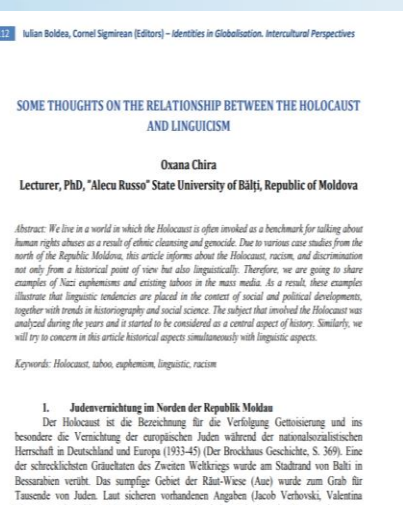 12 Iulian Boldea, Cornel Sigmirean (Editors) – Identities in Globalisation. Intercultural Perspectives
SOME THOUGHTS ON THE RELATIONSHIP BETWEEN THE HOLOCAUST
AND LINGUICISM
Oxana Chira
Lecturer, PhD, "Alecu Russo" State University of Bălți, Republic of Moldova
Abstract: We live in a world in which the Holocaust is often invoked as a benchmark for talking about
human rights abuses as a result of ethnic cleansing and genocide. Due to various case studies from the
north of the Republic Moldova, this article informs about the Holocaust, racism, and discrimination
not only from a historical point of view but also linguistically. Therefore, we are going to share
examples of Nazi euphemisms and existing taboos in the mass media. As a result, these examples
illustrate that linguistic tendencies are placed in the context of social and political developments,
together with trends in historiography and social science. The subject that involved the Holocaust was
analyzed during the years and it started to be considered as a central aspect of history. Similarly, we
will try to concern in this article historical aspects simultaneously with linguistic aspects.
Keywords: Holocaust, taboo, euphemism, linguistic, racism
1. Judenvernichtung im Norden der Republik Moldau
Der Holocaust ist die Bezeichnung für die Verfolgung Gettoisierung und ins
besondere die Vernichtung der europäischen Juden während der nationalsozialistischen
Herrschaft in Deutschland und Europa (1933-45) (Der Brockhaus Geschichte, S. 369). Eine
der schrecklichsten Gräueltaten des Zweiten Weltkriegs wurde am Stadtrand von Balti in
Bessarabien verübt. Das sumpfige Gebiet der Răut-Wiese (Aue) wurde zum Grab für
Tausende von Juden. Laut sicheren vorhandenen Angaben (Jacob Verhovski, Valentina